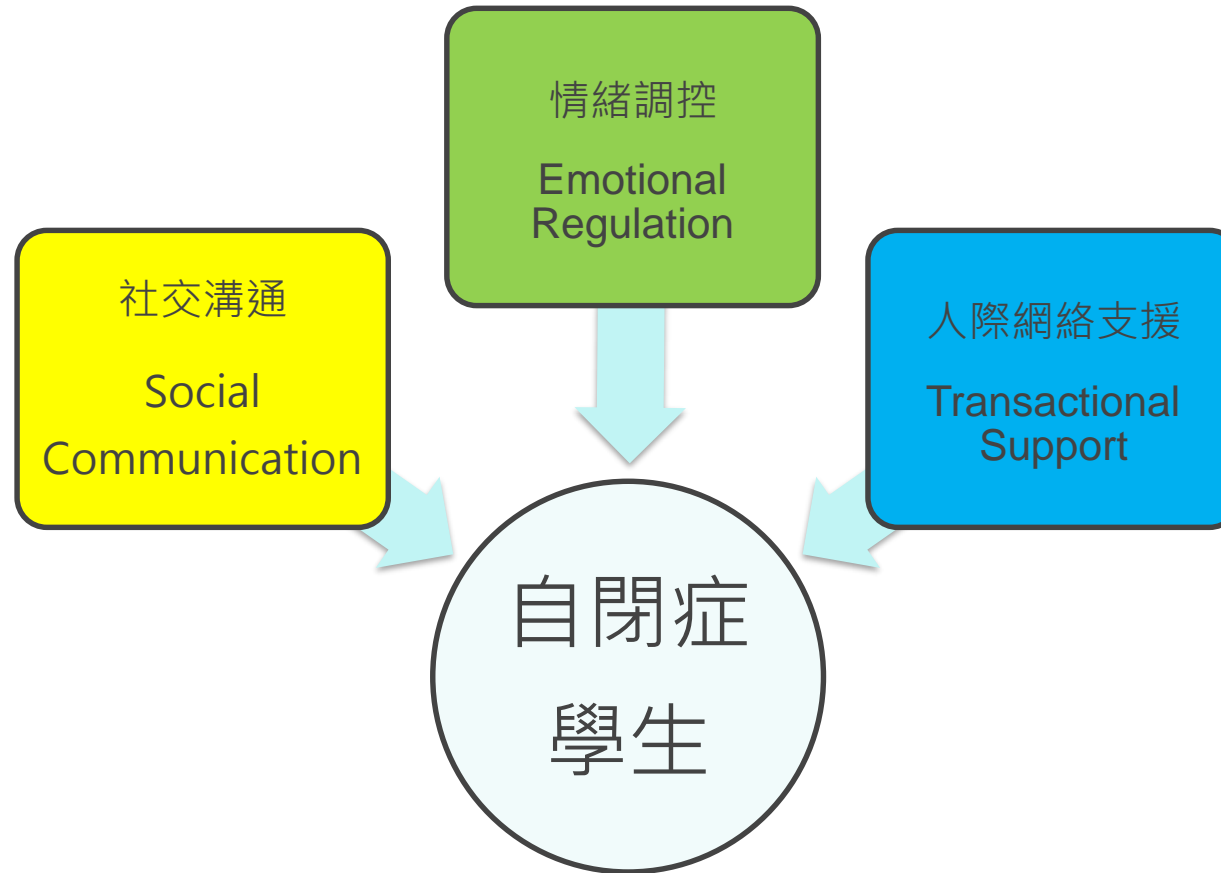 情緒調控
Emotional
Regulation
社交溝通
Social
Communication
人際網絡支援
Transactional
Support
自閉症
學生